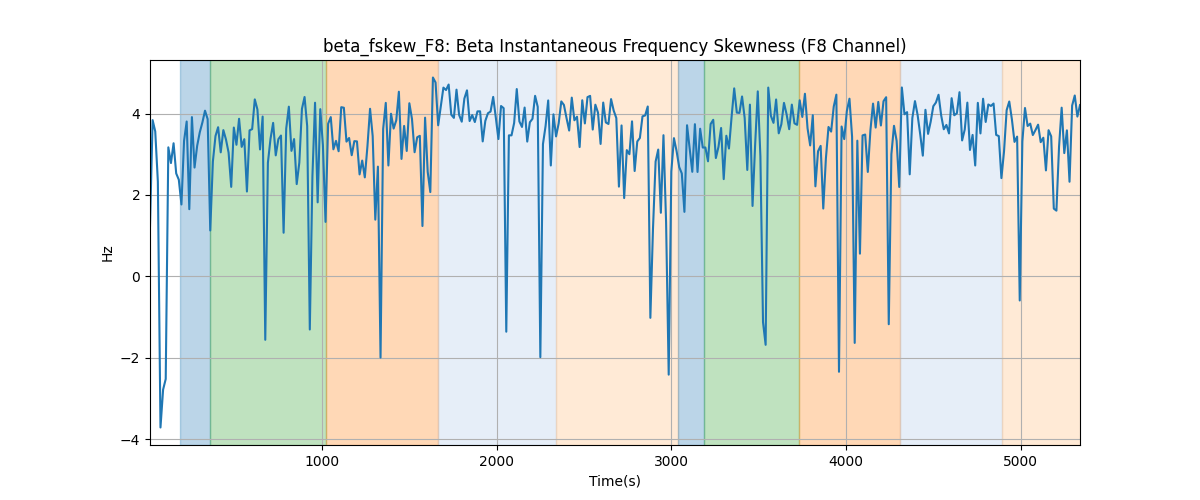 beta_fskew_F8: Beta Instantaneous Frequency Skewness (F8 Channel)
Hz
4
2
0
−2
−4
1000 2000 3000 4000 5000
Time(s)